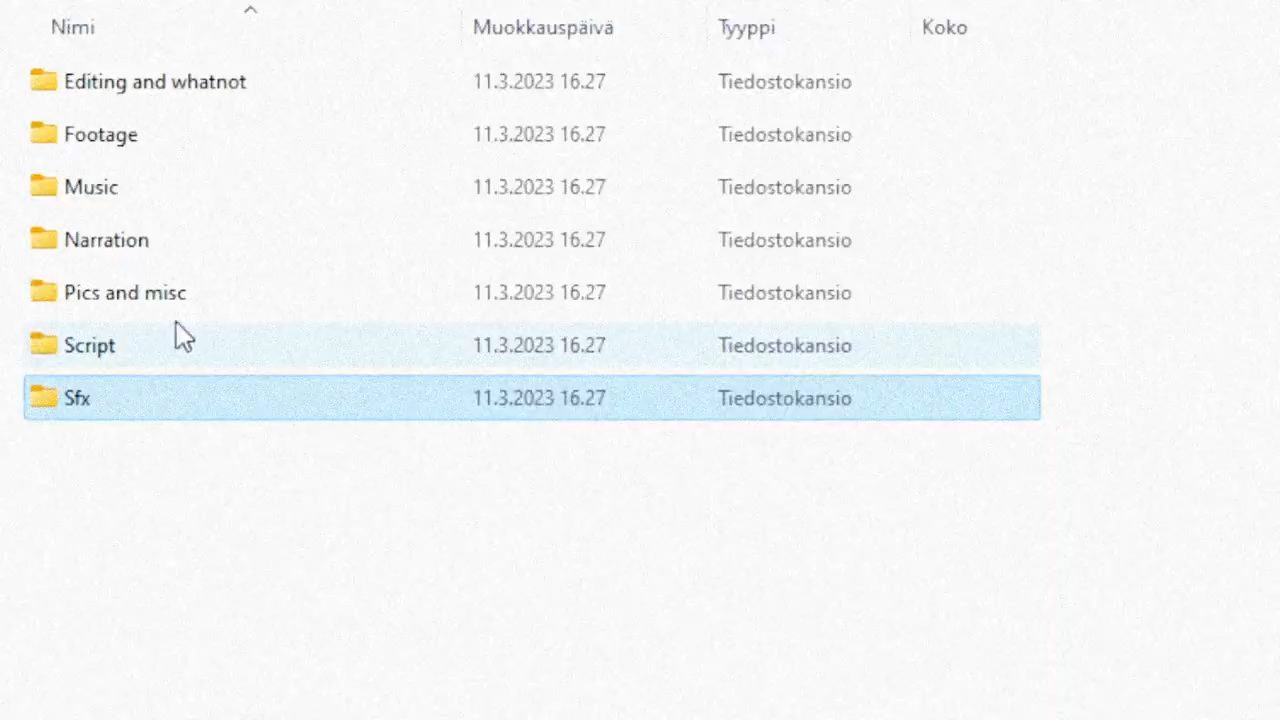 Nimi Muokkauspäivä Tyyppi Koko
Editing and whatnot 11.3.2023 16.27 Tiedostokansio
Footage 11.3.2023 16.27 Tiedostokansio
Music 11.3.2023 16.27 Tiedostokansio
Narration 11.3.2023 16.27 Tiedostokansio
Pics and misc 11.3.2023 16.27 Tiedostokansio
Script 11.3.2023 16.27 Tiedostokansio
Sfx 11.3.2023 16.27 Tiedostokansio